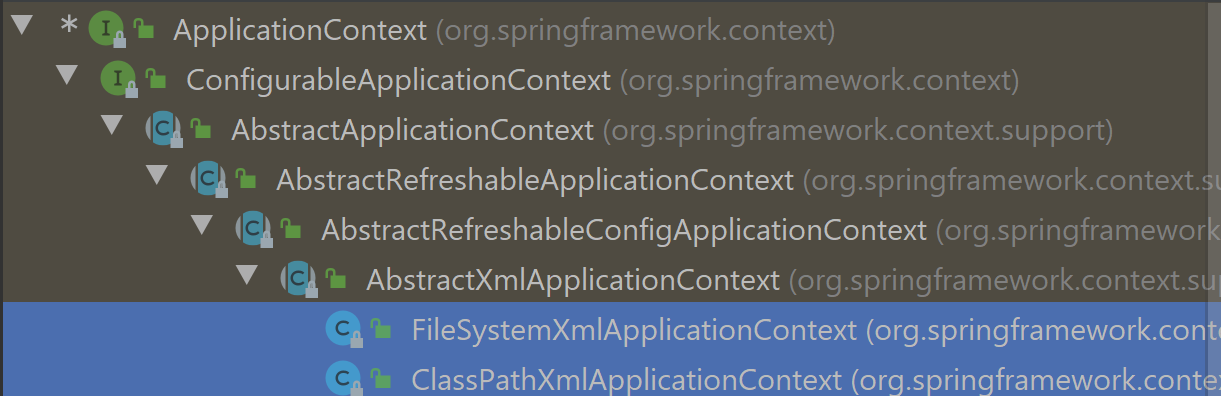 * I ApplicationContext (org.springframework.context)
I ConfigurableApplicationContext (org.springframework.context)
C AbstractApplicationContext (org.springframework.context.support)
C AbstractRefreshableApplicationContext (org.springframework.context.su
C AbstractRefreshableConfigApplicationContext (org.springframework
C AbstractXmlApplicationContext (org.springframework.context.sup
C FileSystemXmlApplicationContext (org.springframework.conte
C ClassPathXmlApplicationContext (org.springframework.contex